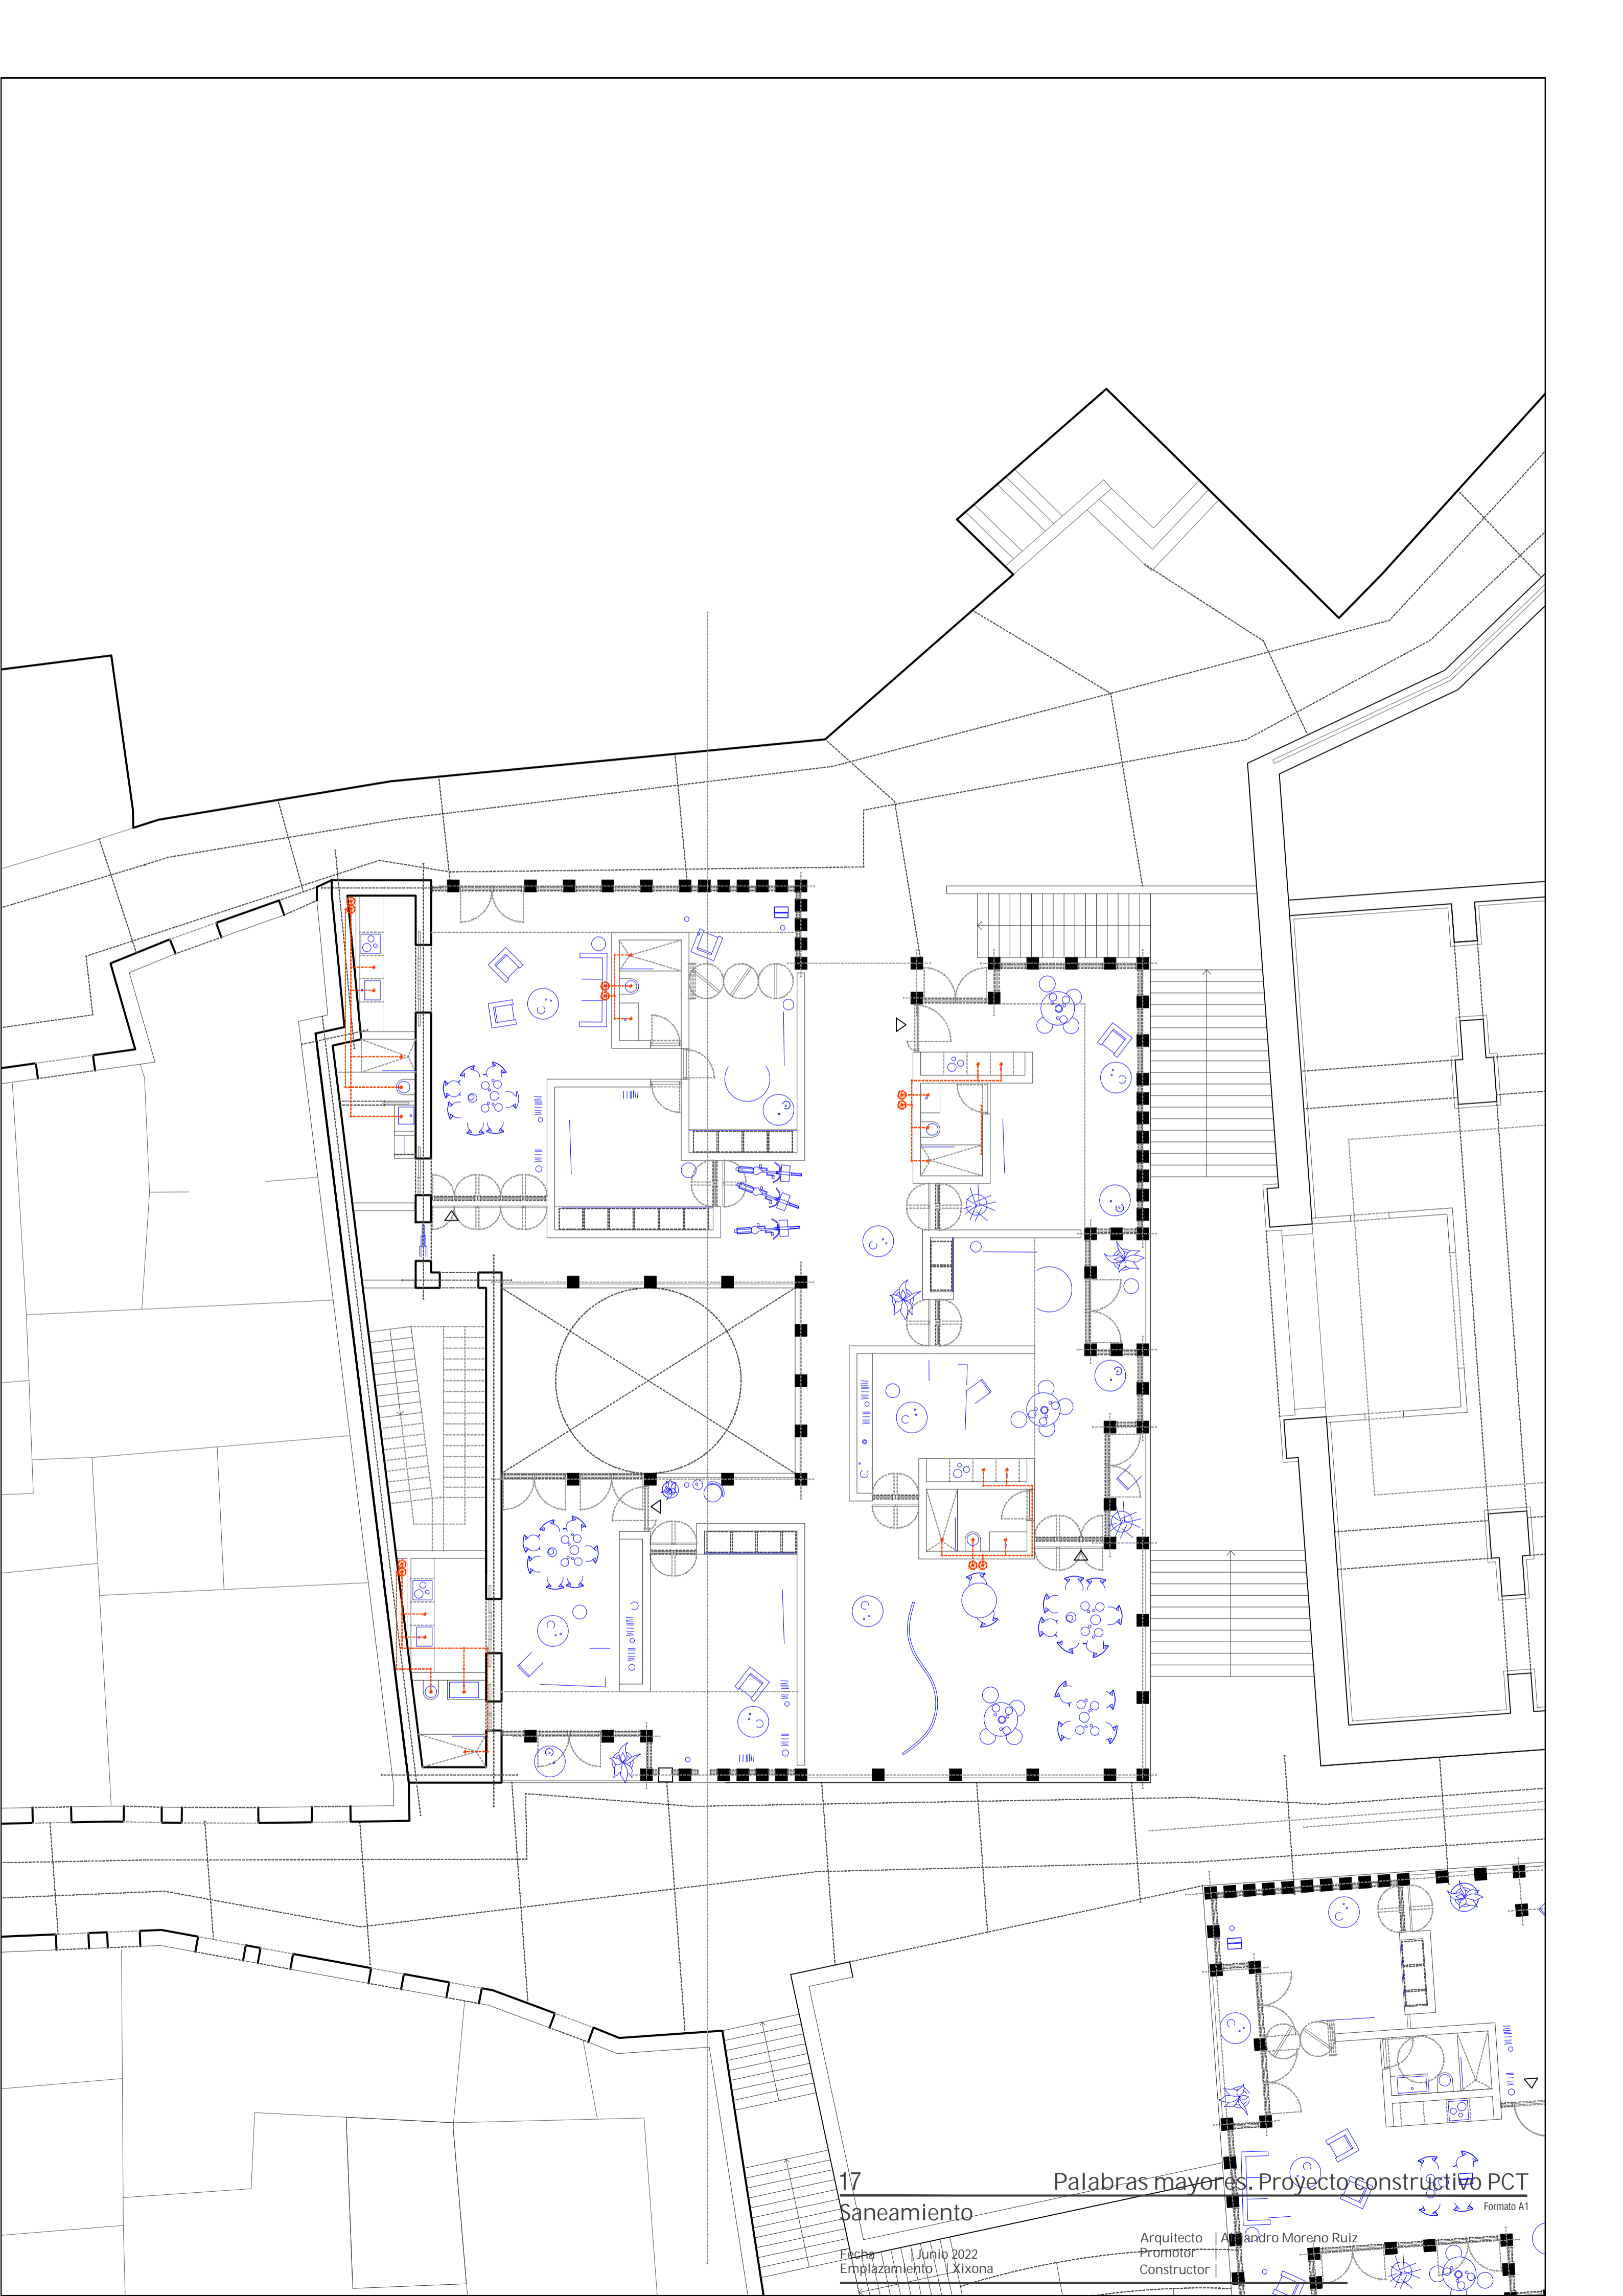 17
Palabras mayores. Proyecto constructivo PCT
Saneamiento
Formato A1
Arquitecto | Alejandro Moreno Ruiz
Fecha | Junio 2022
Promotor |
Emplazamiento | Xixona
Constructor |